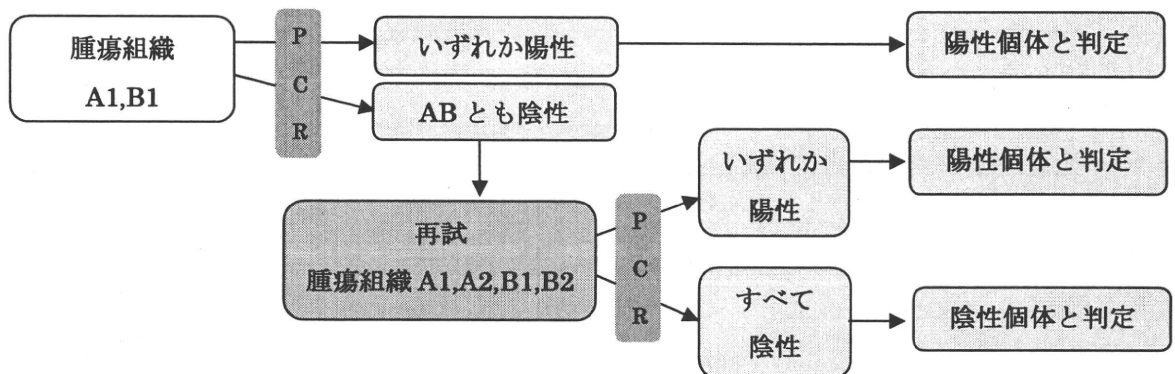 腫瘍組織
A1,B1
P
C
R
いずれか陽性
陽性個体と判定
ABとも陰性
再試
腫瘍組織 A1,A2,B1,B2
P
C
R
いずれか
陽性
陽性個体と判定
すべて
陰性
陰性個体と判定